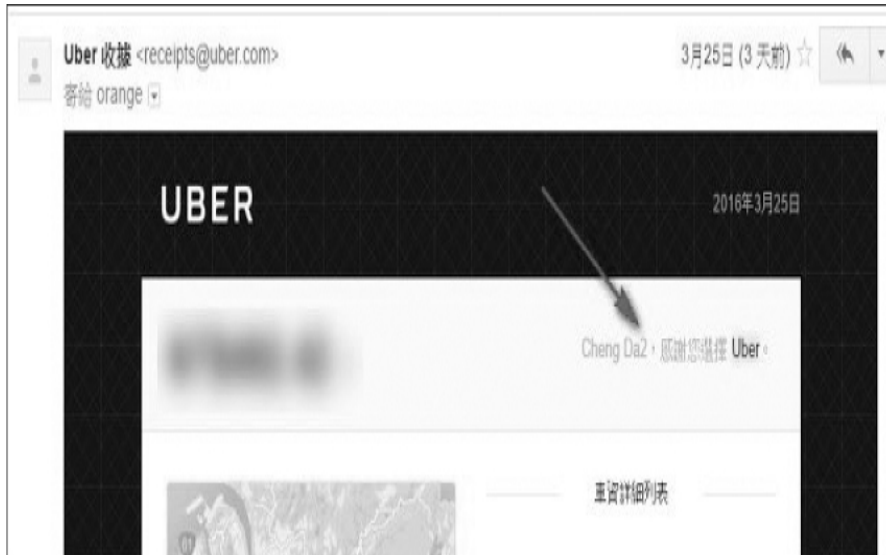 Uber 收據 <receipts@uber.com>
3月25日 (3 天前)
寄給 orange
UBER
2016年3月25日
Cheng Da2，感謝您選擇 Uber。
車資詳細列表